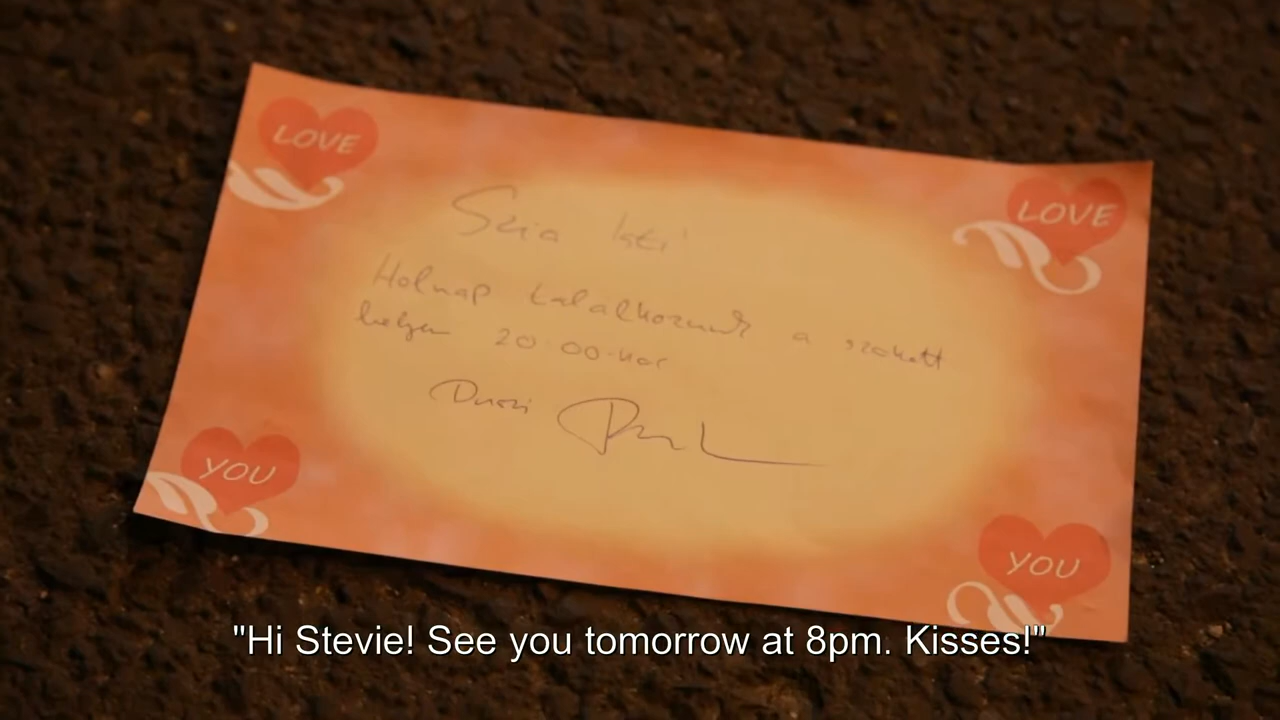 LOVE
LOVE
Szia Isti
Holnap találkozunk a szokott
helyen 20 00-kor
Puszi
YOU
YOU
"Hi Stevie! See you tomorrow at 8pm. Kisses!"